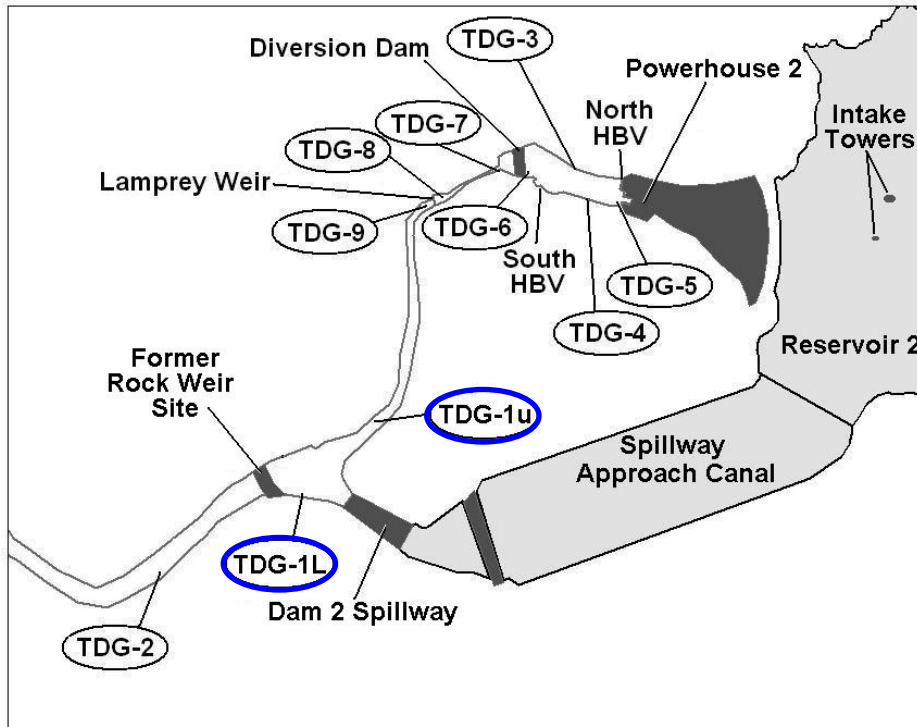 TDG-3
Diversion Dam
Powerhouse 2
North
HBV
Intake
Towers
TDG-7
TDG-8
Lamprey Weir
TDG-9
TDG-6
South
HBV
TDG-5
TDG-4
Reservoir 2
Former
Rock Weir
Site
TDG-1u
Spillway
Approach Canal
TDG-1L
Dam 2 Spillway
TDG-2